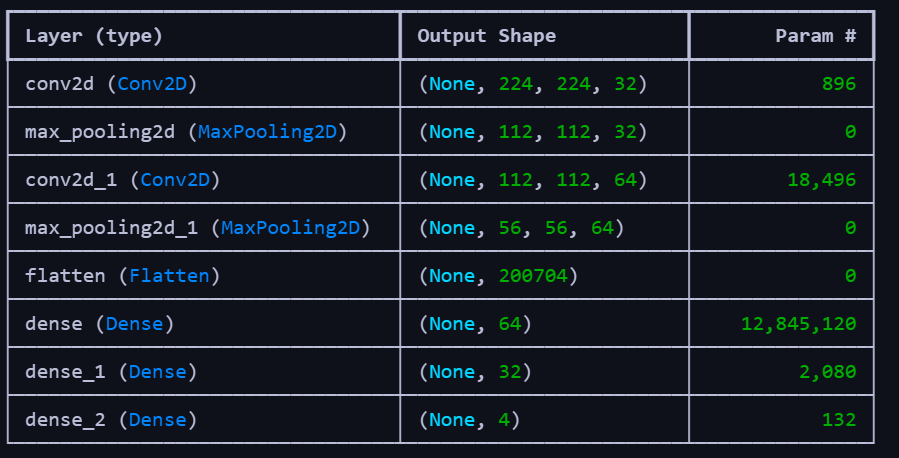 Layer (type) Output Shape Param #
conv2d (Conv2D) (None, 224, 224, 32) 896
max_pooling2d (MaxPooling2D) (None, 112, 112, 32) 0
conv2d_1 (Conv2D) (None, 112, 112, 64) 18,496
max_pooling2d_1 (MaxPooling2D) (None, 56, 56, 64) 0
flatten (Flatten) (None, 200704) 0
dense (Dense) (None, 64) 12,845,120
dense_1 (Dense) (None, 32) 2,080
dense_2 (Dense) (None, 4) 132